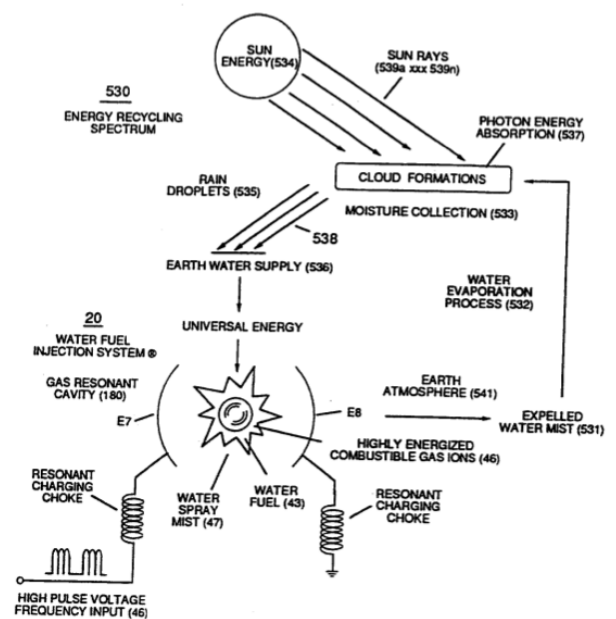 SUN
ENERGY(534)
SUN RAYS
(539a xxx 539n)
530
ENERGY RECYCLING
SPECTRUM
PHOTON ENERGY
ABSORPTION (537)
CLOUD FORMATIONS
RAIN
DROPLETS (535)
MOISTURE COLLECTION (533)
538
EARTH WATER SUPPLY (536)
WATER
EVAPORATION
PROCESS (532)
UNIVERSAL ENERGY
20
WATER FUEL
INJECTION SYSTEM ®
GAS RESONANT
CAVITY (180)
E7
E8
EARTH
ATMOSPHERE (541)
EXPELLED
WATER MIST (531)
HIGHLY ENERGIZED
COMBUSTIBLE GAS IONS (46)
RESONANT
CHARGING
CHOKE
WATER
SPRAY
MIST (47)
WATER
FUEL (43)
RESONANT
CHARGING
CHOKE
HIGH PULSE VOLTAGE
FREQUENCY INPUT (46)